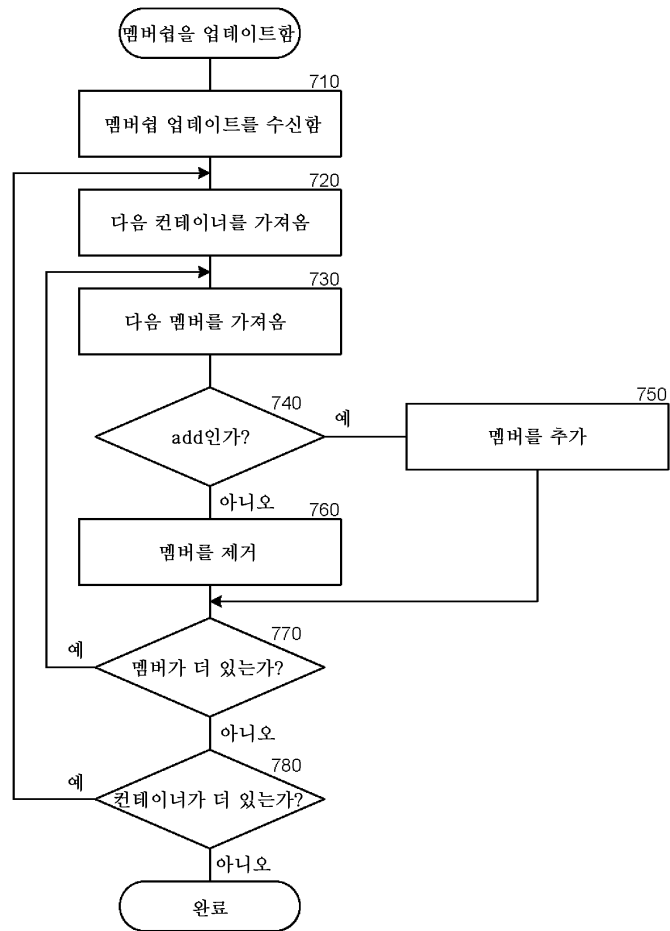 멤버쉽을 업데이트함
710
멤버쉽 업데이트를 수신함
720
다음 컨테이너를 가져옴
730
다음 멤버를 가져옴
740
add인가?
예
750
멤버를 추가
아니오
760
멤버를 제거
770
멤버가 더 있는가?
예
아니오
780
컨테이너가 더 있는가?
예
아니오
완료